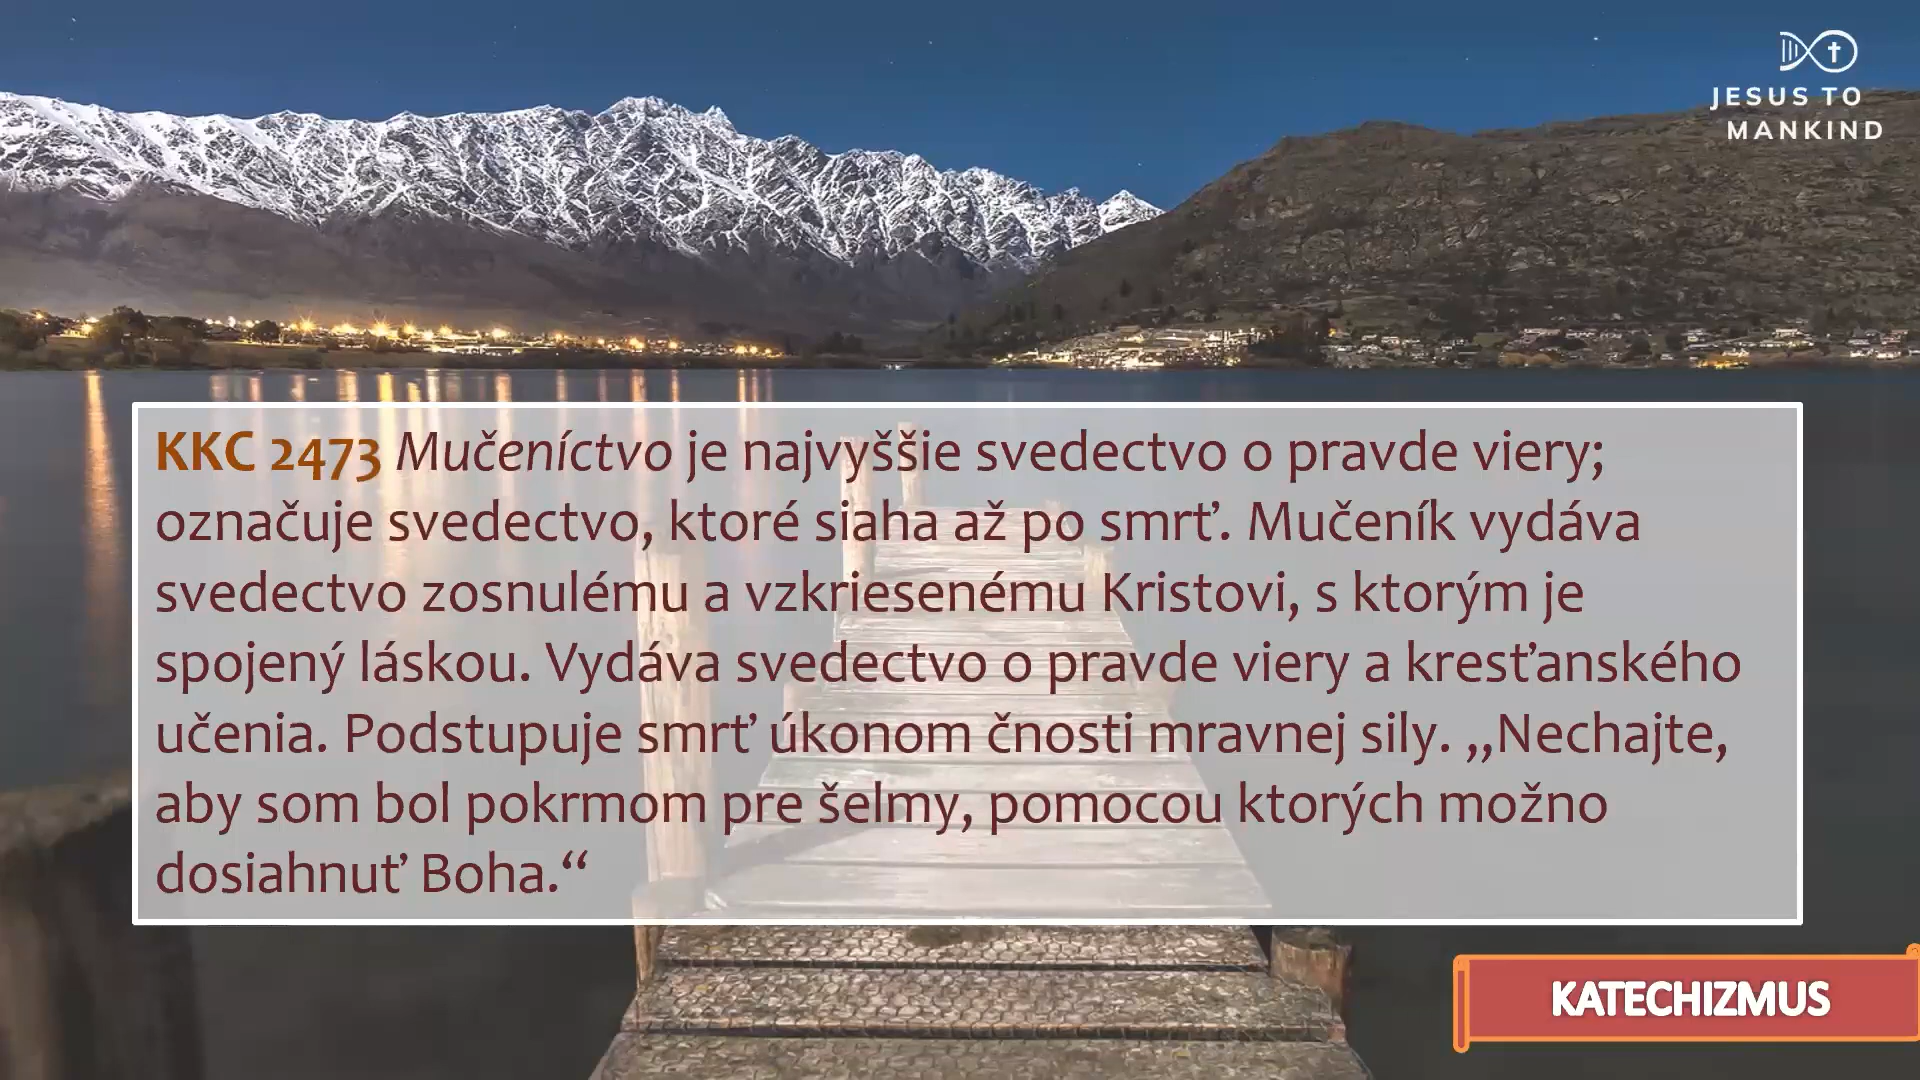 JESUS TO
MANKIND
KKC 2473 Mučeníctvo je najvyššie svedectvo o pravde viery;
označuje svedectvo, ktoré siaha až po smrť. Mučeník vydáva
svedectvo zosnulému a vzkriesenému Kristovi, s ktorým je
spojený láskou. Vydáva svedectvo o pravde viery a kresťanského
učenia. Podstupuje smrť úkonom čnosti mravnej sily. „Nechajte,
aby som bol pokrmom pre šelmy, pomocou ktorých možno
dosiahnuť Boha.“
KATECHIZMUS